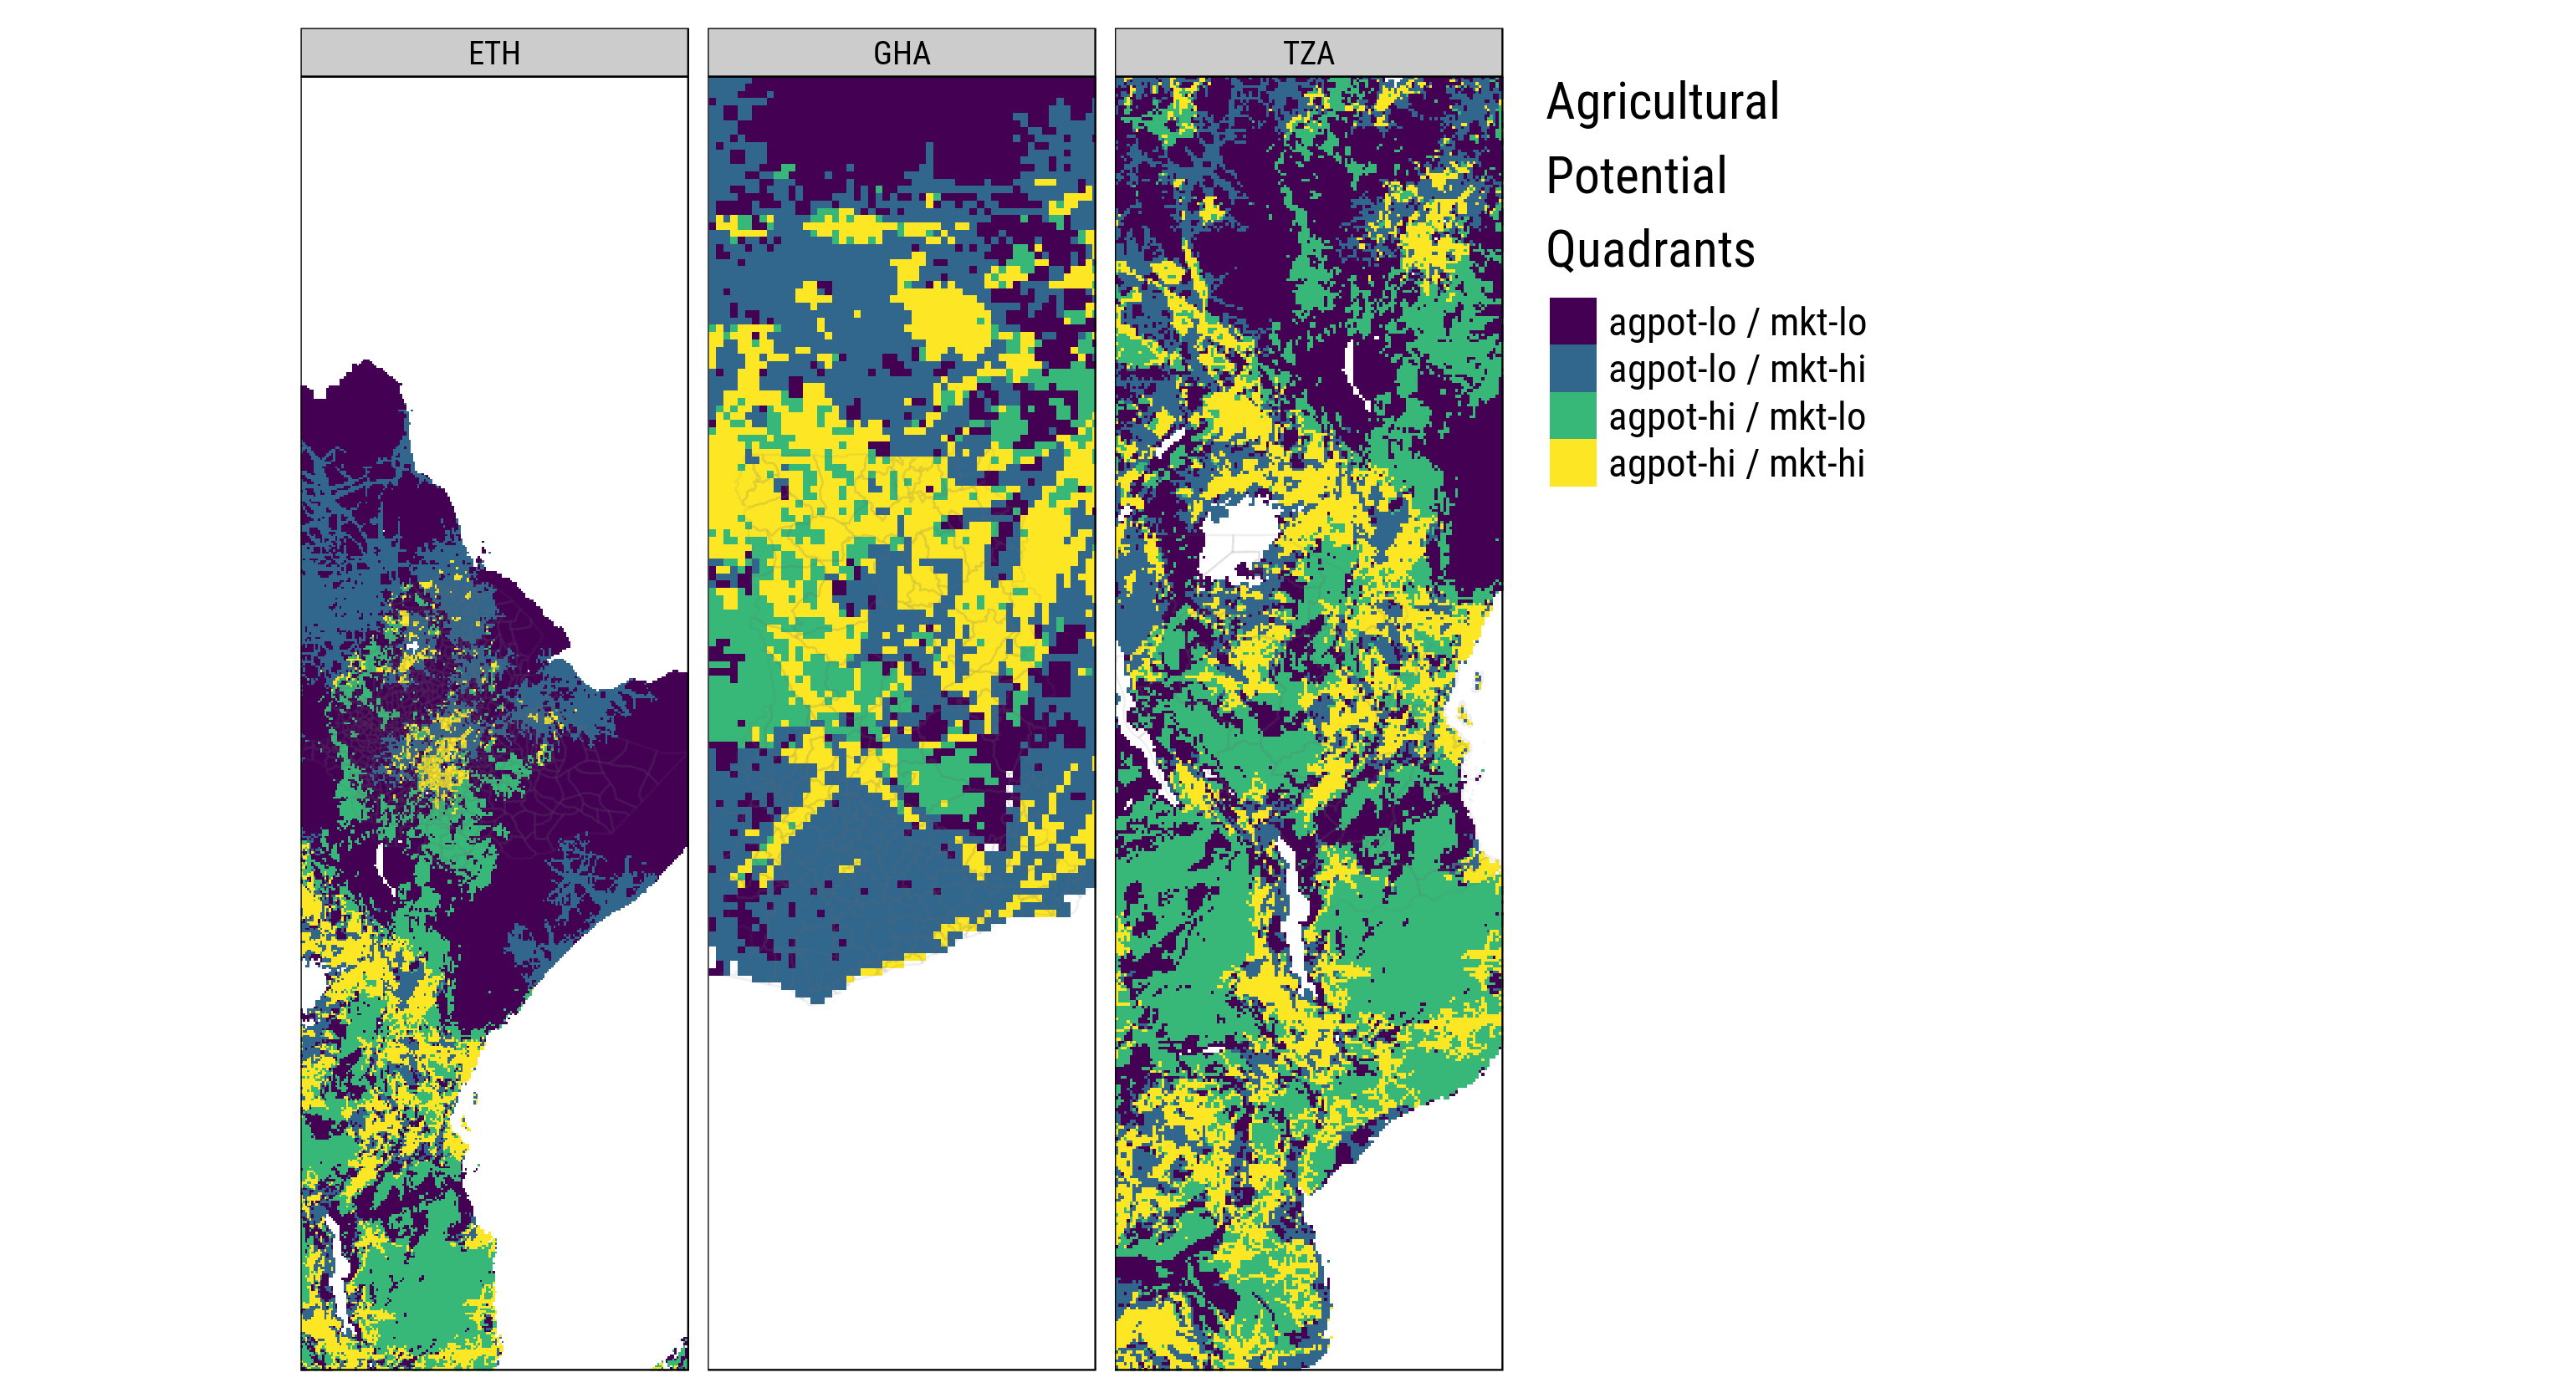 ETH
GHA
TZA
Agricultural
Potential
Quadrants
agpot-lo / mkt-lo
agpot-lo / mkt-hi
agpot-hi / mkt-lo
agpot-hi / mkt-hi